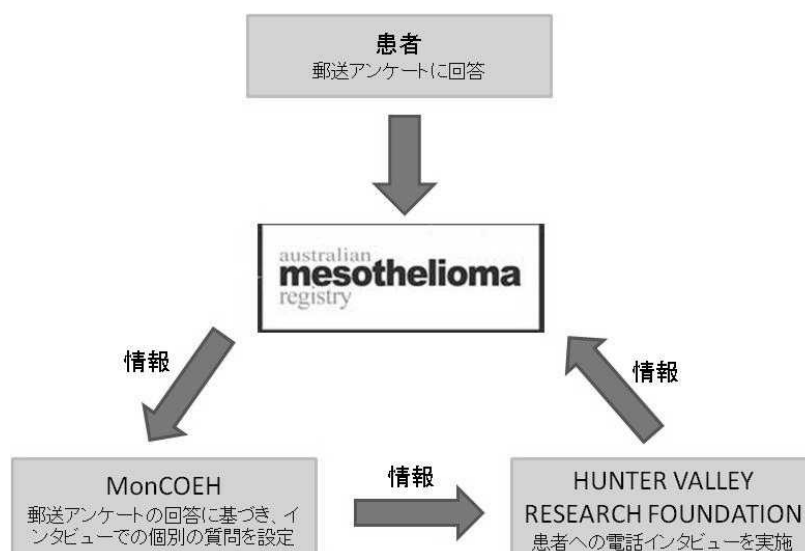 患者
郵送アンケートに回答
australian
mesothelioma
registry
情報
情報
MonCOEH
郵送アンケートの回答に基づき、イ
ンタビューでの個別の質問を設定
情報
HUNTER VALLEY
RESEARCH FOUNDATION
患者への電話インタビューを実施